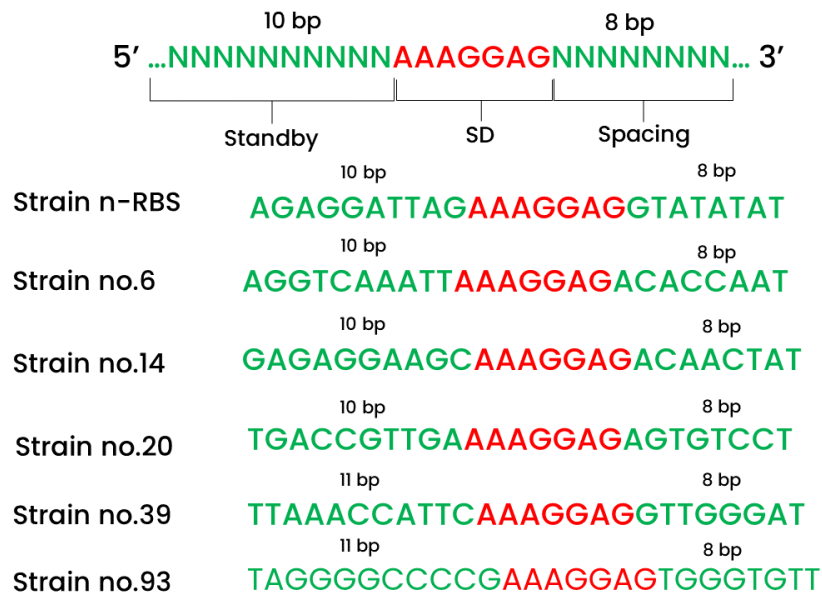 10 bp 8 bp
5’ ...NNNNNNNNNNAAAGGAGNNNNNNNN... 3’
Standby SD Spacing
10 bp 8 bp
Strain n-RBS AGAGGATTAGAAAGGAGGTATATAT
10 bp 8 bp
Strain no.6 AGGTCAAATTAAAGGAGACACCAAT
10 bp 8 bp
Strain no.14 GAGAGGAAGCAAAGGAGACAACTAT
10 bp 8 bp
Strain no.20 TGACCGTTGAAAAGGAGAGTGTCCT
11 bp 8 bp
Strain no.39 TTAAACCATTCAAAGGAGGTTGGGAT
11 bp 8 bp
Strain no.93 TAGGGGCCCCGAAAGGAGTGGGTGTT